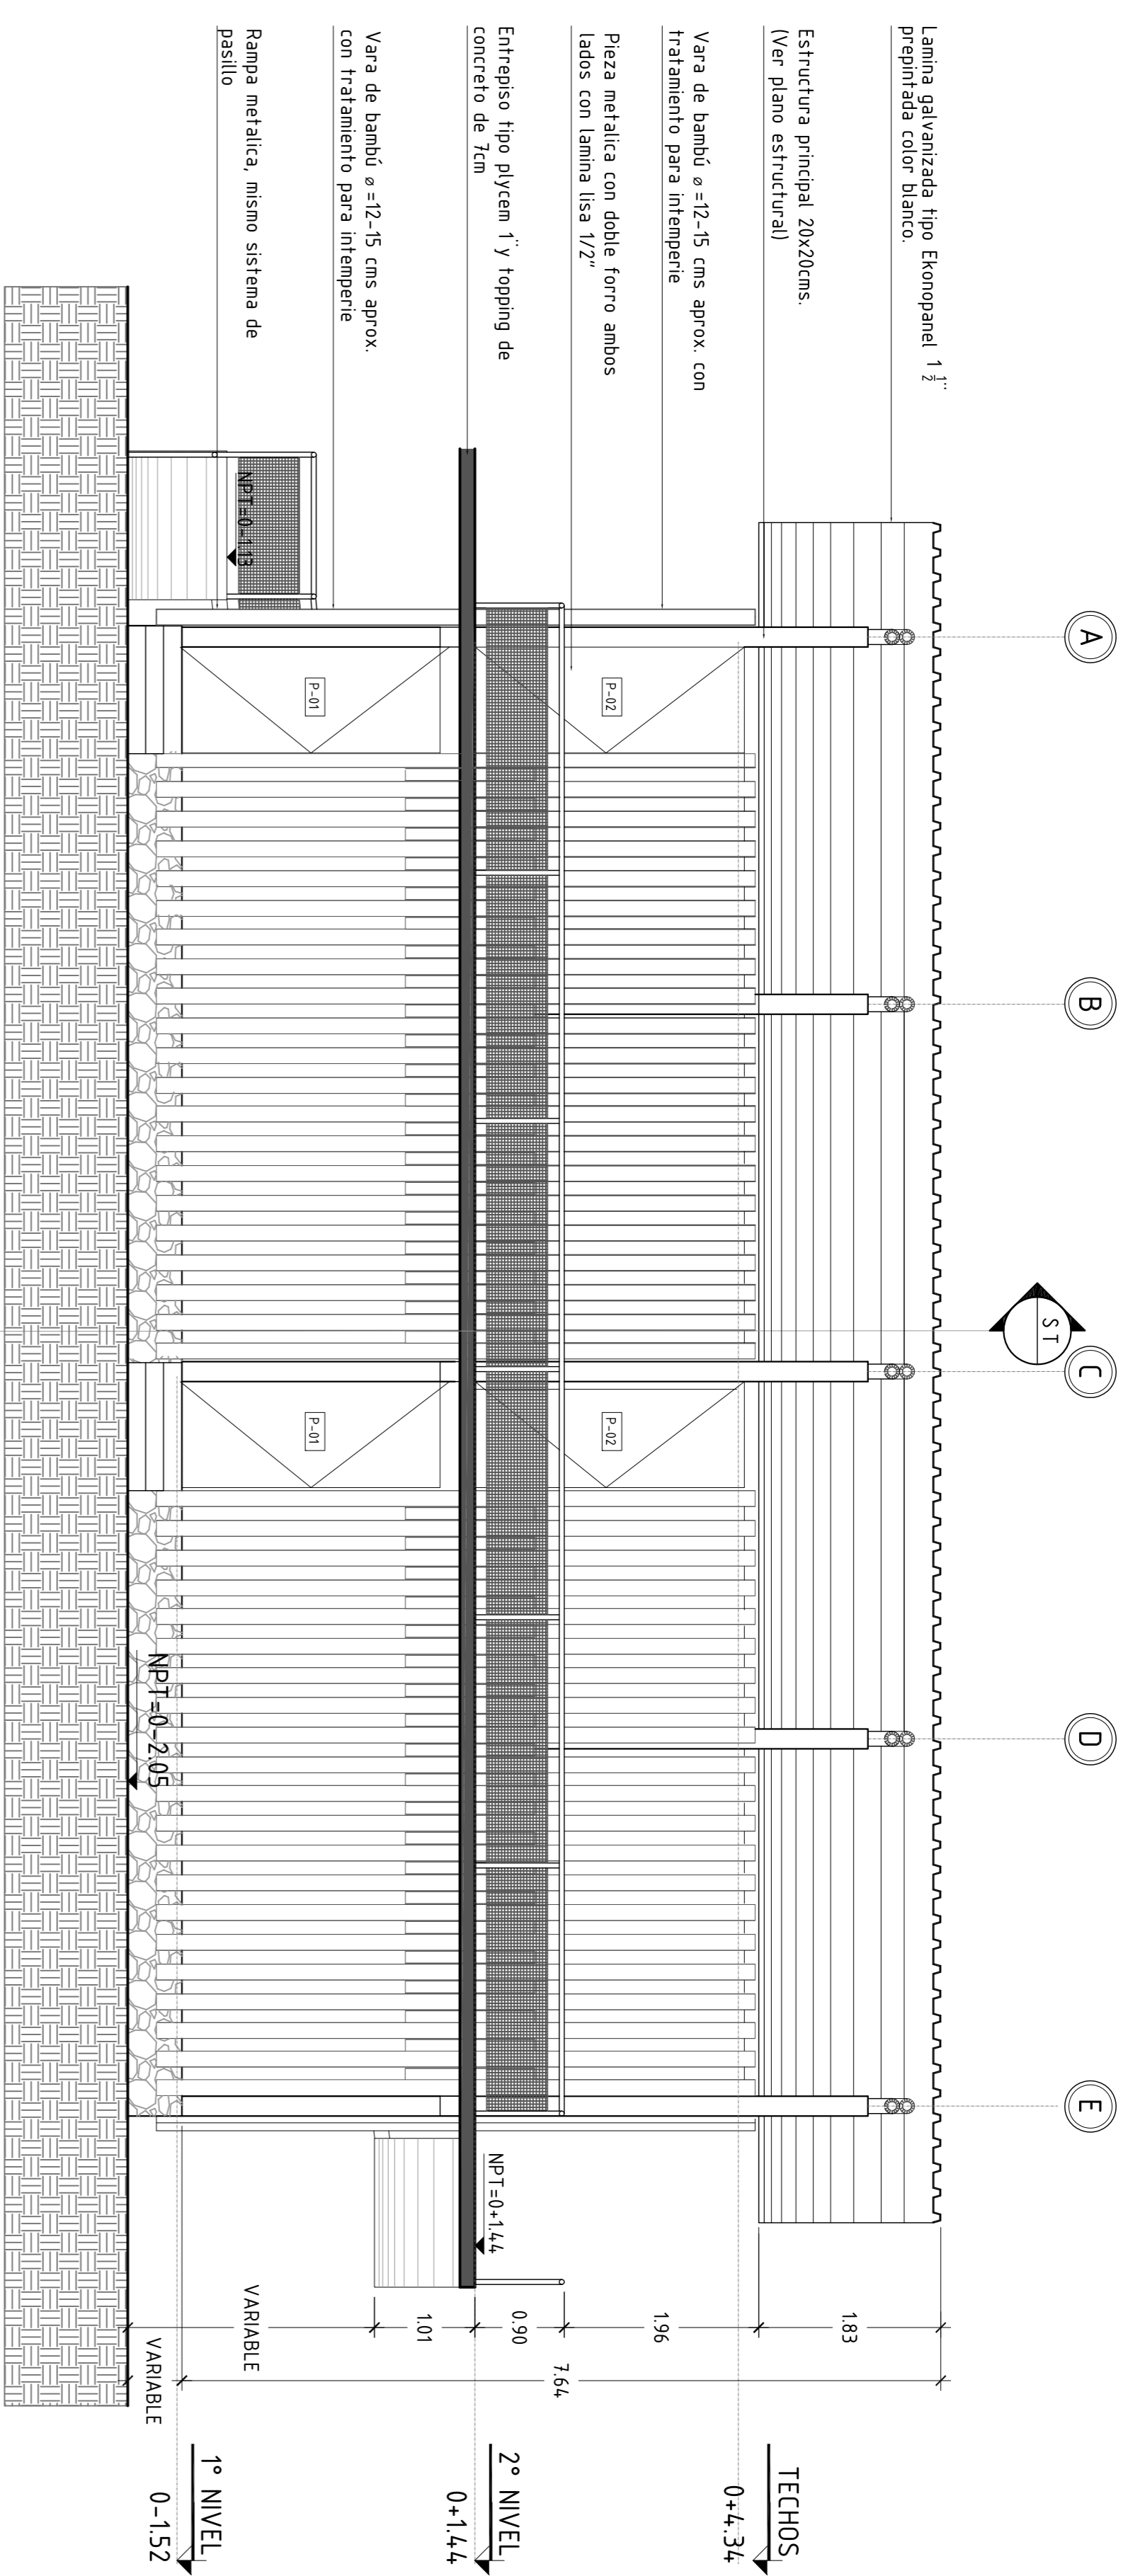 A
B
C
D
E
S T
Lamina galvanizada tipo Ekonopanel 1 1/2"
prepintada color blanco.
Estructura principal 20x20cms.
(Ver plano estructural)
Vara de bambú ø =12-15 cms aprox. con
tratamiento para intemperie
Pieza metalica con doble forro ambos
lados con lamina lisa 1/2"
Entrepiso tipo plycem 1" y topping de
concreto de 7cm
Vara de bambú ø =12-15 cms aprox.
con tratamiento para intemperie
Rampa metalica, mismo sistema de
pasillo
NPT=0-1.13
P-02
P-02
P-01
P-01
NPT=0-2.05
NPT=0+1.44
1.83
1.96
0.90
1.01
VARIABLE
7.64
VARIABLE
TECHOS
0+4.34
2° NIVEL
0+1.44
1° NIVEL
0-1.52